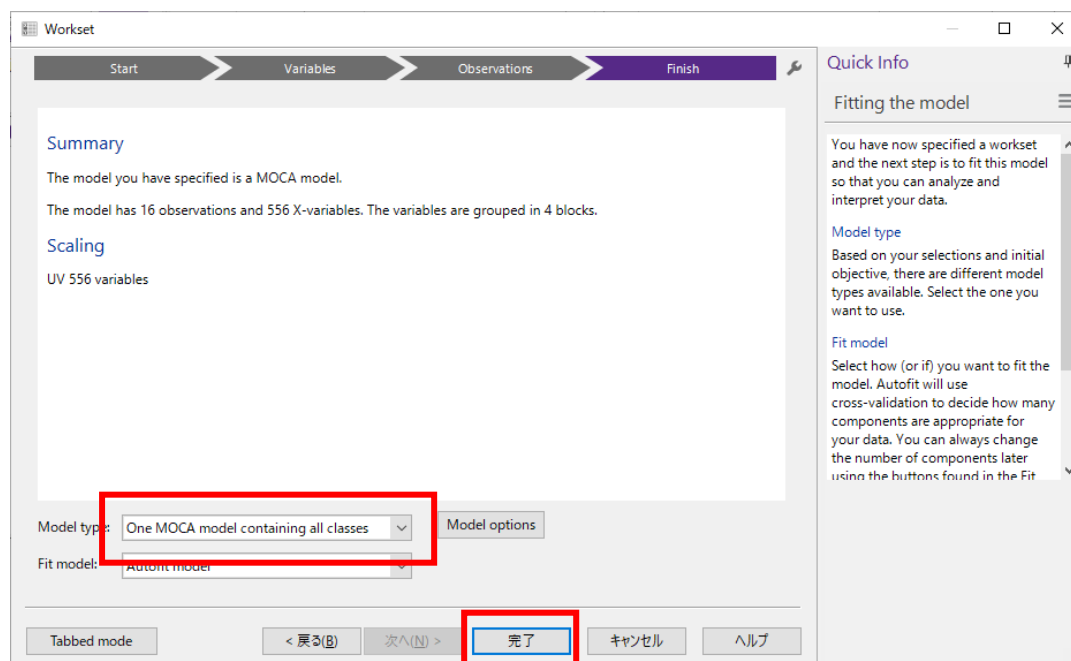 Workset
Start Variables Observations Finish
Summary
The model you have specified is a MOCA model.
The model has 16 observations and 556 X-variables. The variables are grouped in 4 blocks.
Scaling
UV 556 variables
Model type: One MOCA model containing all classes Model options
Fit model: Autofit model
Tabbed mode < 戻る(B) 次へ(N) > 完了 キャンセル ヘルプ
Quick Info
Fitting the model
You have now specified a workset
and the next step is to fit this model
so that you can analyze and
interpret your data.
Model type
Based on your selections and initial
objective, there are different model
types available. Select the one you
want to use.
Fit model
Select how (or if) you want to fit the
model. Autofit will use
cross-validation to decide how many
components are appropriate for
your data. You can always change
the number of components later
using the buttons found in the Fit